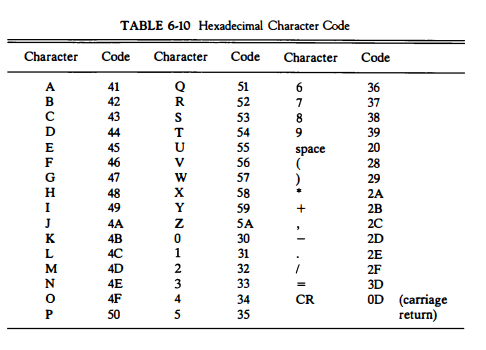 TABLE 6-10 Hexadecimal Character Code
Character Code Character Code Character Code
A 41 Q 51 6 36
B 42 R 52 7 37
C 43 S 53 8 38
D 44 T 54 9 39
E 45 U 55 space 20
F 46 V 56 ( 28
G 47 W 57 ) 29
H 48 X 58 * 2A
I 49 Y 59 + 2B
J 4A Z 5A , 2C
K 4B 0 30 − 2D
L 4C 1 31 . 2E
M 4D 2 32 / 2F
N 4E 3 33 = 3D
O 4F 4 34 CR 0D (carriage
P 50 5 35 return)